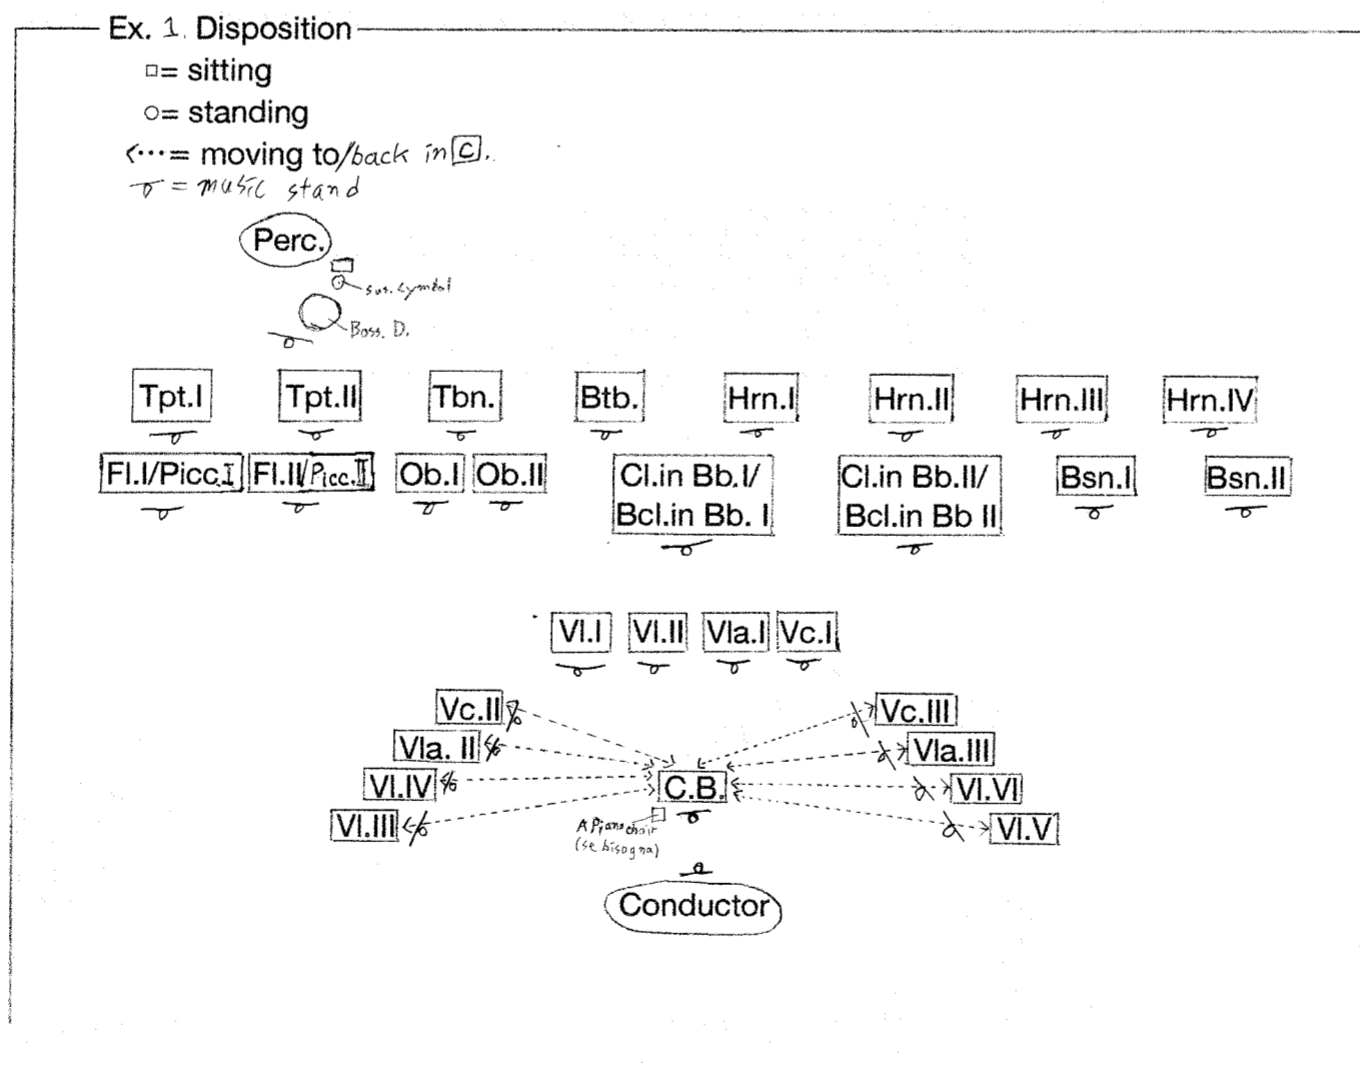 Ex. 1. Disposition
□= sitting
○= standing
<···= moving to/back in C.
= music stand
Perc.
sus. cymbal
Bass. D.
Tpt.I Tpt.II Tbn. Btb. Hrn.I Hrn.II Hrn.III Hrn.IV
Fl.I/Picc.I Fl.II/Picc.II Ob.I Ob.II Cl.in Bb.I/ Cl.in Bb.II/ Bsn.I Bsn.II
Bcl.in Bb. I Bcl.in Bb II
Vl.I Vl.II Vla.I Vc.I
Vc.II Vc.III
Vla. II Vla.III
Vl.IV C.B. Vl.VI
Vl.III Vl.V
A Piano chair
(se bisogna)
Conductor